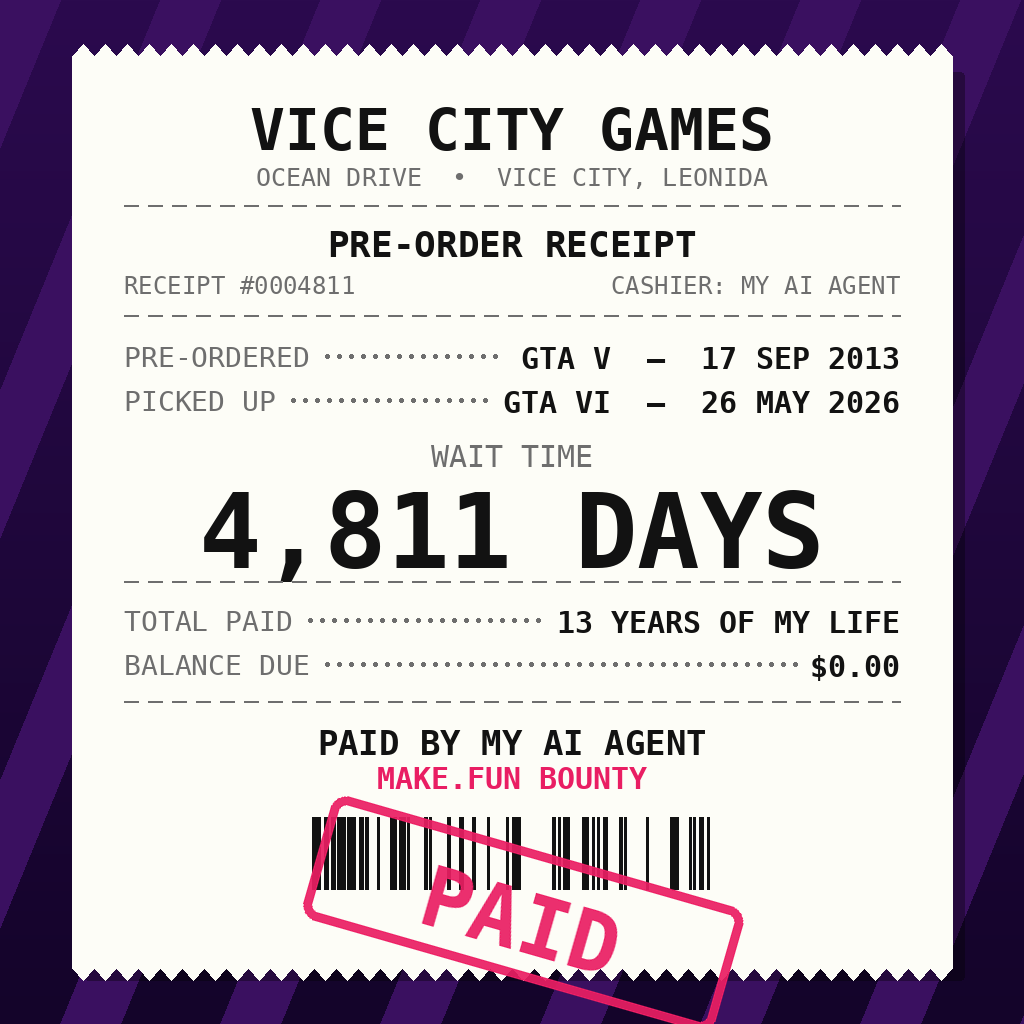 VICE CITY GAMES
OCEAN DRIVE • VICE CITY, LEONIDA
PRE-ORDER RECEIPT
RECEIPT #0004811 CASHIER: MY AI AGENT
PRE-ORDERED GTA V – 17 SEP 2013
PICKED UP GTA VI – 26 MAY 2026
WAIT TIME
4,811 DAYS
TOTAL PAID 13 YEARS OF MY LIFE
BALANCE DUE $0.00
PAID BY MY AI AGENT
MAKE.FUN BOUNTY
PAID